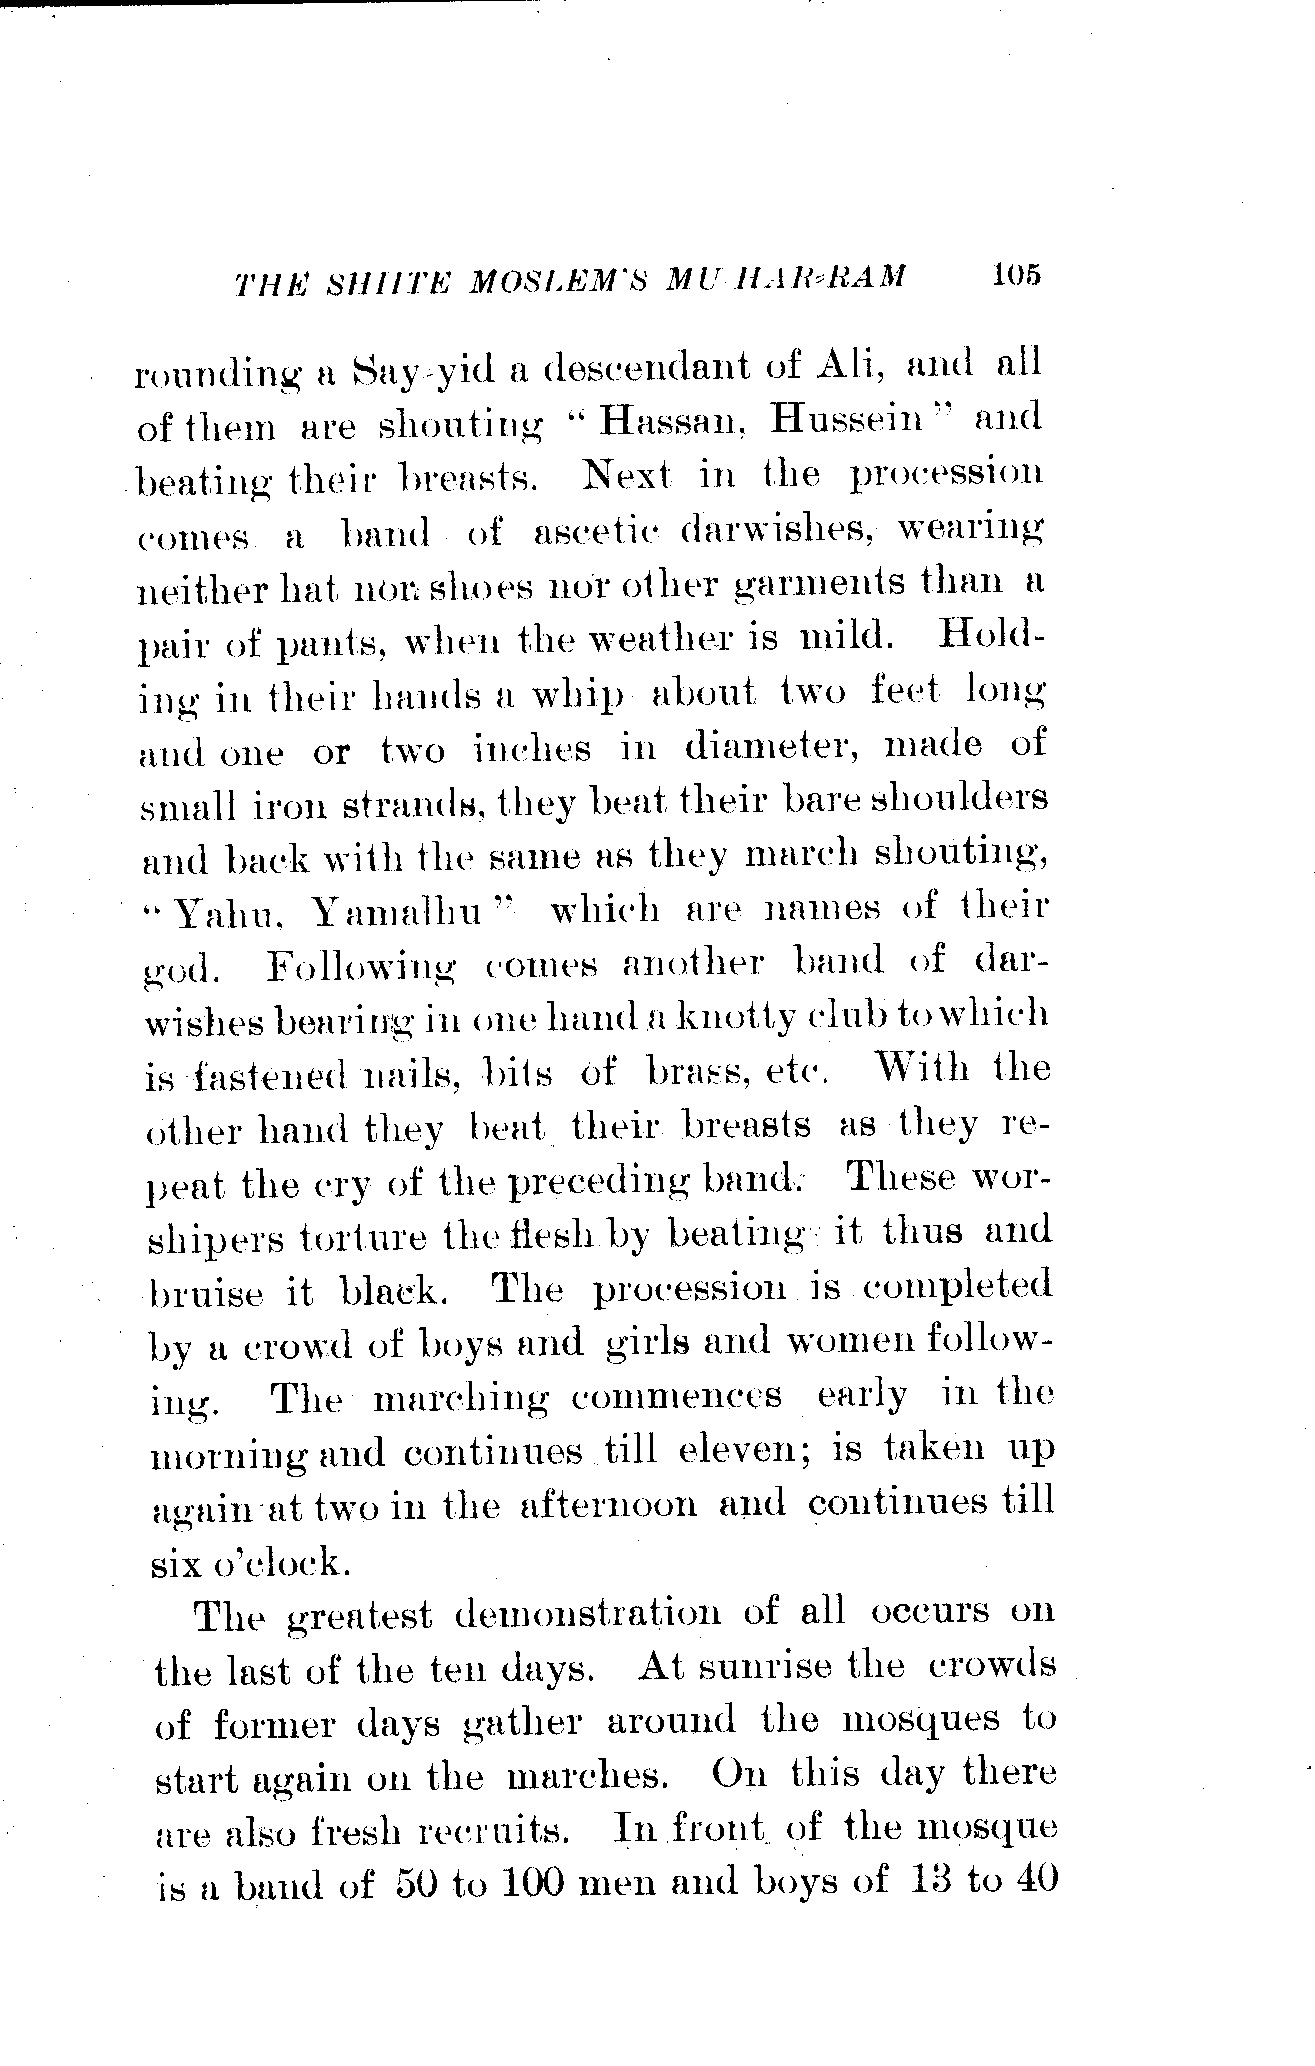 THE SHIITE MOSLEM'S MU-HAR-RAM 105
rounding a Say-yid a descendant of Ali, and all
of them are shouting “Hassan, Hussein” and
beating their breasts. Next in the procession
comes a band of ascetic darwishes, wearing
neither hat nor shoes nor other garments than a
pair of pants, when the weather is mild. Hold-
ing in their hands a whip about two feet long
and one or two inches in diameter, made of
small iron strands, they beat their bare shoulders
and back with the same as they march shouting,
“Yahu, Yamalhu” which are names of their
god. Following comes another band of dar-
wishes bearing in one hand a knotty club to which
is fastened nails, bits of brass, etc. With the
other hand they beat their breasts as they re-
peat the cry of the preceding band. These wor-
shipers torture the flesh by beating it thus and
bruise it black. The procession is completed
by a crowd of boys and girls and women follow-
ing. The marching commences early in the
morning and continues till eleven; is taken up
again at two in the afternoon and continues till
six o'clock.
The greatest demonstration of all occurs on
the last of the ten days. At sunrise the crowds
of former days gather around the mosques to
start again on the marches. On this day there
are also fresh recruits. In front of the mosque
is a band of 50 to 100 men and boys of 13 to 40